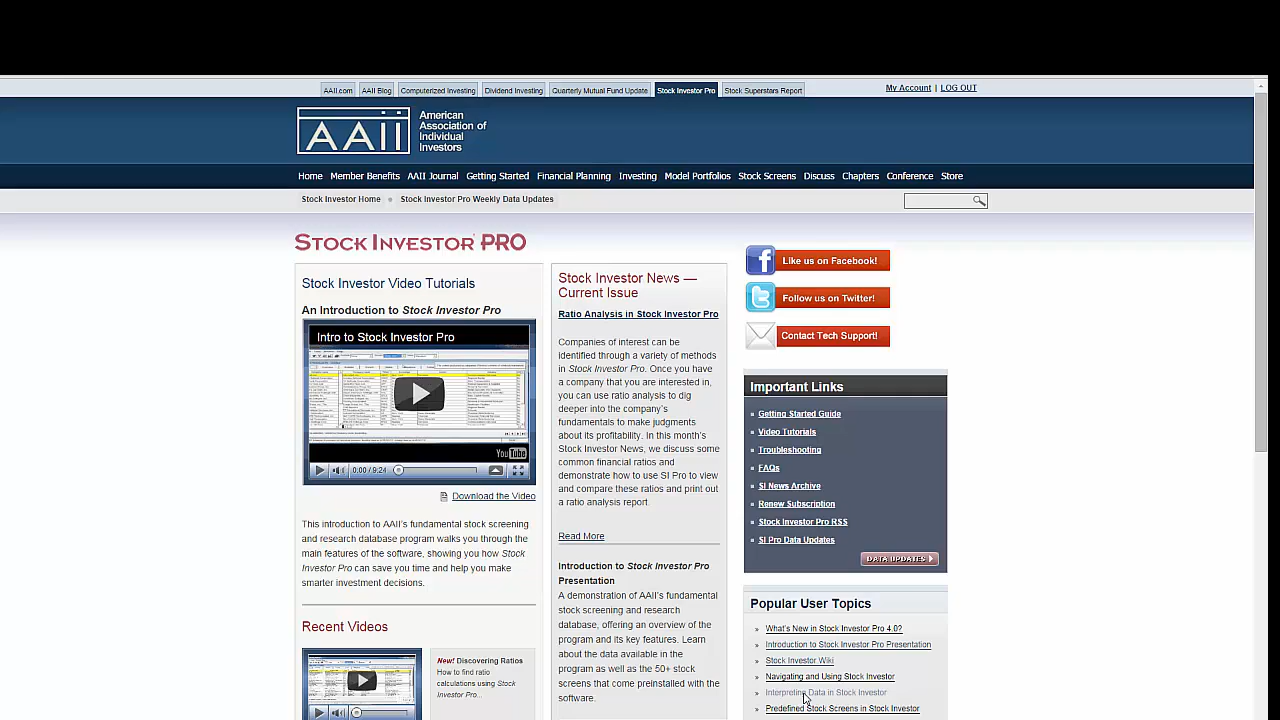 AAII.com AAII Blog Computerized Investing Dividend Investing Quarterly Mutual Fund Update Stock Investor Pro Stock Superstars Report My Account | LOG OUT
AAII American
Association of
Individual
Investors
Home Member Benefits AAII Journal Getting Started Financial Planning Investing Model Portfolios Stock Screens Discuss Chapters Conference Store
Stock Investor Home Stock Investor Pro Weekly Data Updates
STOCK INVESTOR PRO
Stock Investor Video Tutorials
An Introduction to Stock Investor Pro
Intro to Stock Investor Pro
YouTube
0:00 / 9:24
Download the Video
This introduction to AAII's fundamental stock screening
and research database program walks you through the
main features of the software, showing you how Stock
Investor Pro can save you time and help you make
smarter investment decisions.
Recent Videos
New! Discovering Ratios
How to find ratio
calculations using Stock
Investor Pro...
Stock Investor News —
Current Issue
Ratio Analysis in Stock Investor Pro
Companies of interest can be
identified through a variety of methods
in Stock Investor Pro. Once you have
a company that you are interested in,
you can use ratio analysis to dig
deeper into the company's
fundamentals to make judgments
about its profitability. In this month's
Stock Investor News, we discuss some
common financial ratios and
demonstrate how to use SI Pro to view
and compare these ratios and print out
a ratio analysis report.
Read More
Introduction to Stock Investor Pro
Presentation
A demonstration of AAII's fundamental
stock screening and research
database, offering an overview of the
program and its key features. Learn
about the data available in the
program as well as the 50+ stock
screens that come preinstalled with the
software.
Like us on Facebook!
Follow us on Twitter!
Contact Tech Support!
Important Links
Getting Started Guide
Video Tutorials
Troubleshooting
FAQs
SI News Archive
Renew Subscription
Stock Investor Pro RSS
SI Pro Data Updates
DATA UPDATES
Popular User Topics
What's New in Stock Investor Pro 4.0?
Introduction to Stock Investor Pro Presentation
Stock Investor Wiki
Navigating and Using Stock Investor
Interpreting Data in Stock Investor
Predefined Stock Screens in Stock Investor